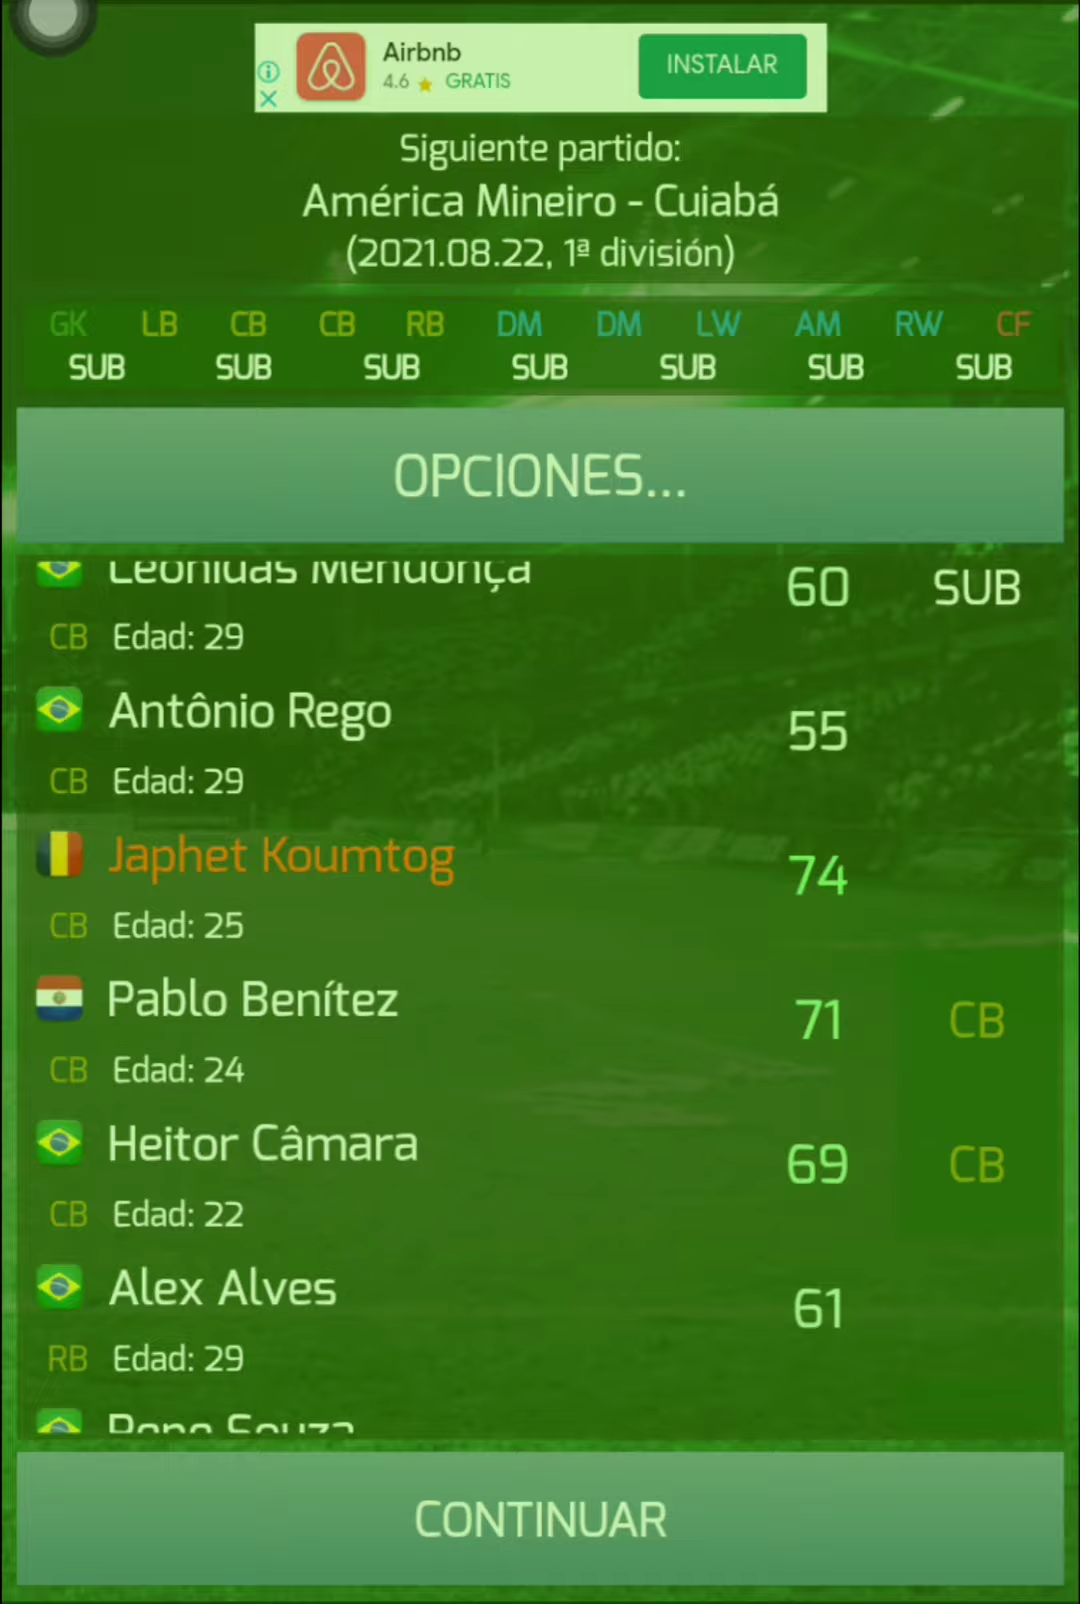 Airbnb
4.6 ★ GRATIS
INSTALAR
Siguiente partido:
América Mineiro - Cuiabá
(2021.08.22, 1ª división)
GK LB CB CB RB DM DM LW AM RW CF
SUB SUB SUB SUB SUB SUB SUB
OPCIONES...
Leonidas Mendonça 60 SUB
CB Edad: 29
Antônio Rego 55
CB Edad: 29
Japhet Koumtog 74
CB Edad: 25
Pablo Benítez 71 CB
CB Edad: 24
Heitor Câmara 69 CB
CB Edad: 22
Alex Alves 61
RB Edad: 29
Souza
CONTINUAR